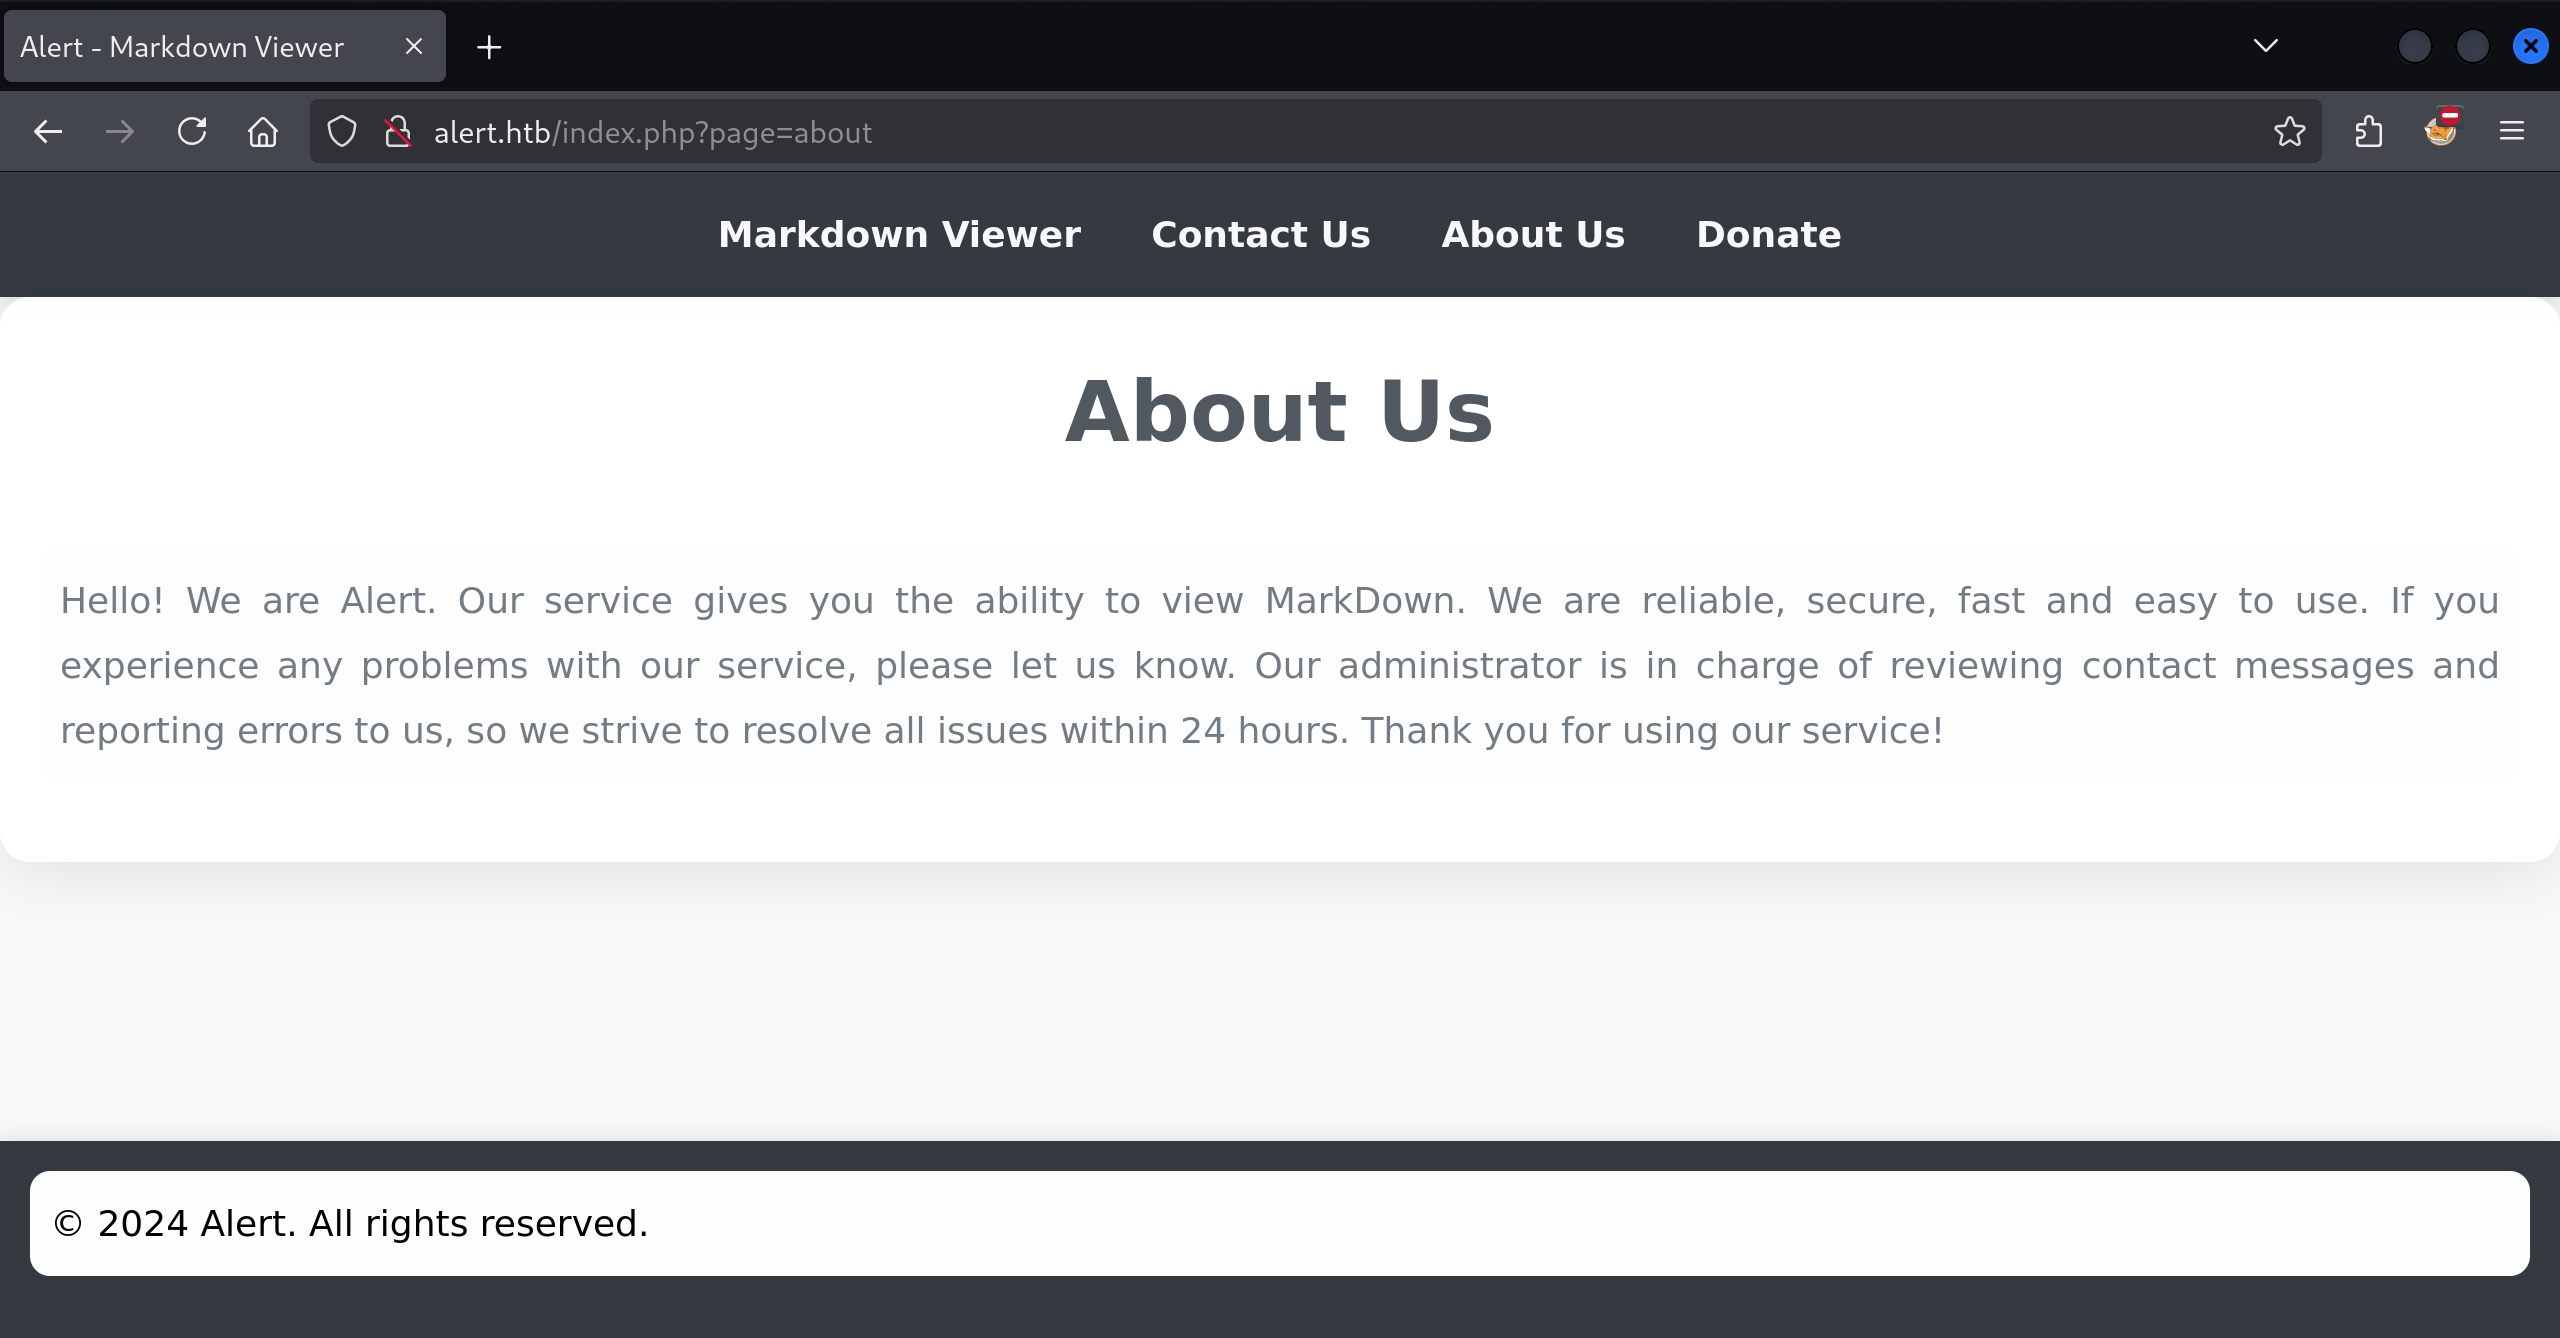 Alert - Markdown Viewer
alert.htb/index.php?page=about
Markdown Viewer Contact Us About Us Donate
About Us
Hello! We are Alert. Our service gives you the ability to view MarkDown. We are reliable, secure, fast and easy to use. If you
experience any problems with our service, please let us know. Our administrator is in charge of reviewing contact messages and
reporting errors to us, so we strive to resolve all issues within 24 hours. Thank you for using our service!
© 2024 Alert. All rights reserved.